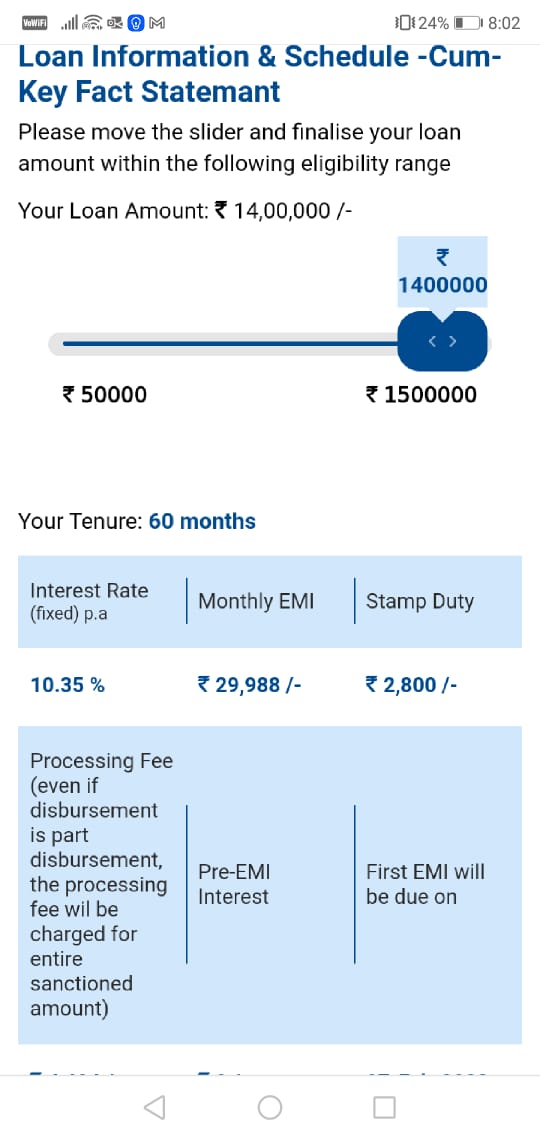 VoWiFi 24% 8:02
Loan Information & Schedule -Cum-
Key Fact Statemant
Please move the slider and finalise your loan
amount within the following eligibility range
Your Loan Amount: ₹ 14,00,000 /-
₹
1400000
₹ 50000 ₹ 1500000
Your Tenure: 60 months
Interest Rate
(fixed) p.a
Monthly EMI
Stamp Duty
10.35 % ₹ 29,988 /- ₹ 2,800 /-
Processing Fee
(even if
disbursement
is part
disbursement,
the processing
fee wil be
charged for
entire
sanctioned
amount)
Pre-EMI
Interest
First EMI will
be due on